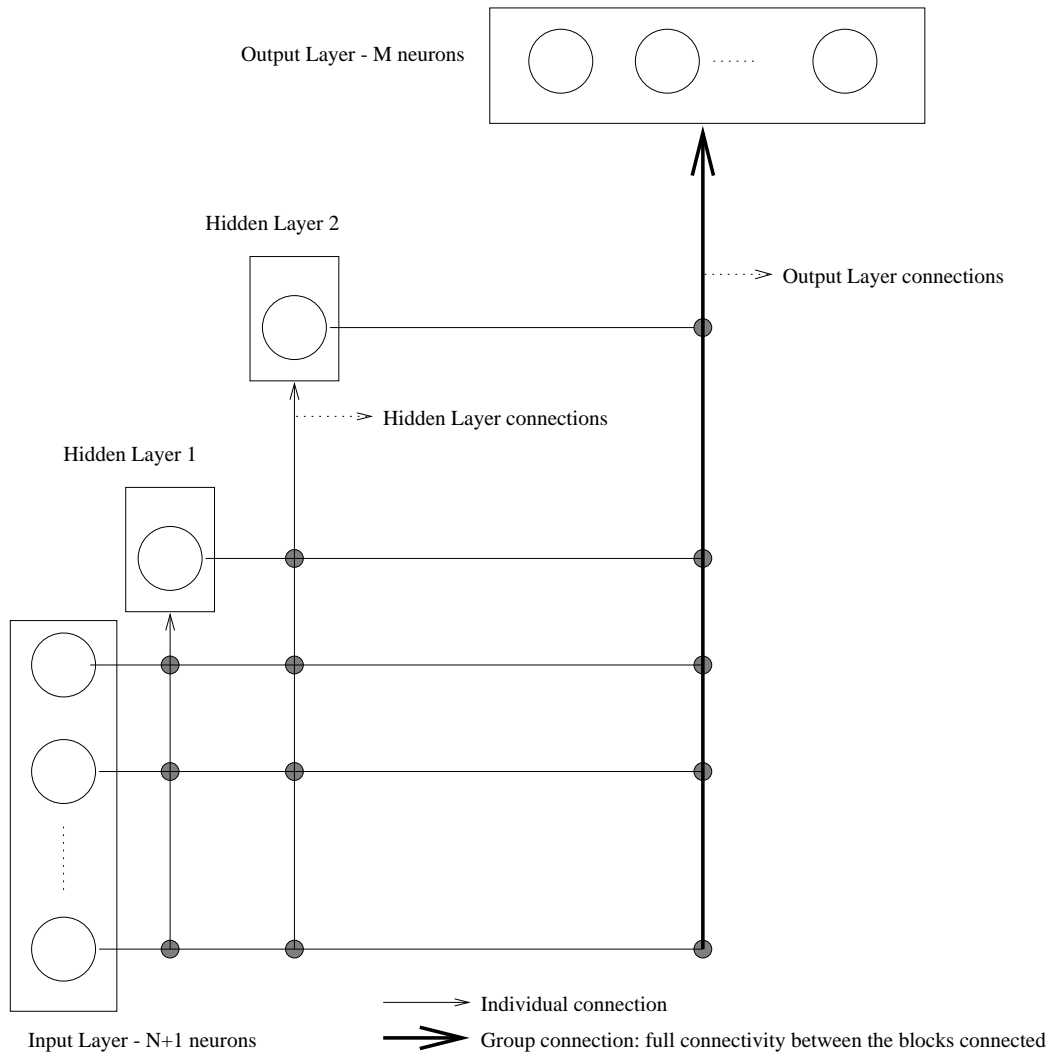 Output Layer - M neurons
Hidden Layer 2
Output Layer connections
Hidden Layer connections
Hidden Layer 1
Individual connection
Input Layer - N+1 neurons
Group connection: full connectivity between the blocks connected